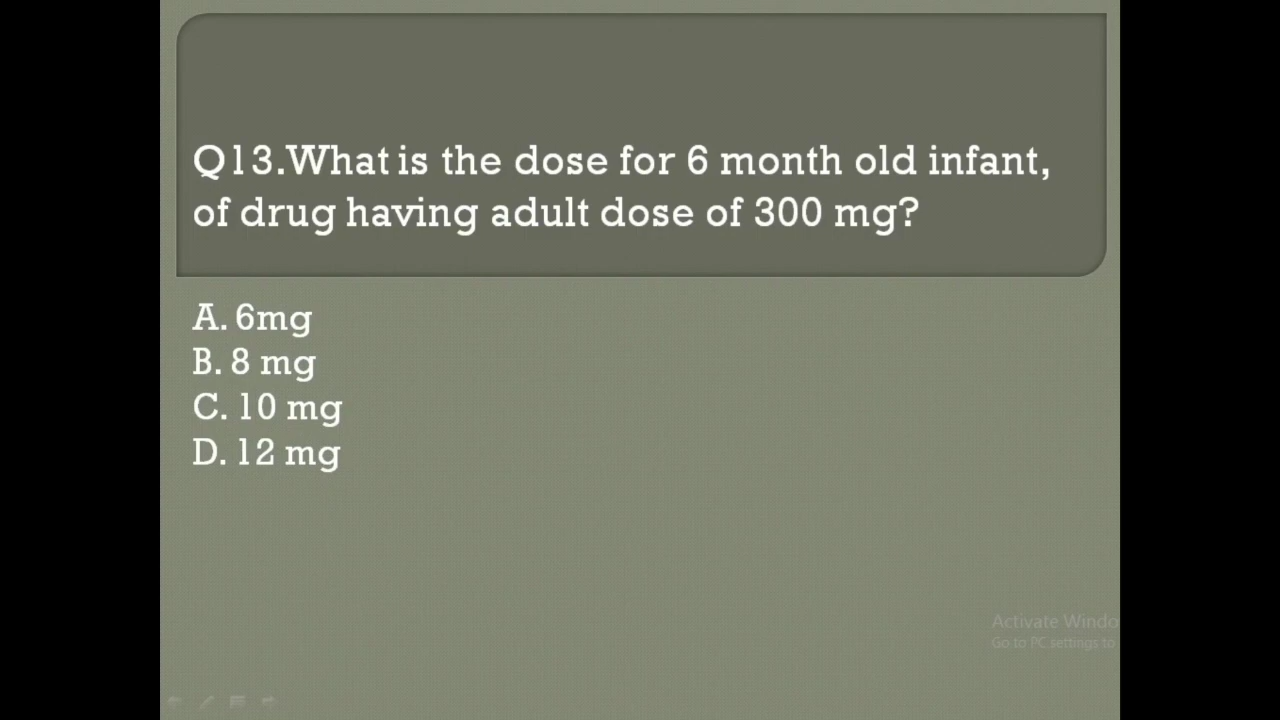 Q13.What is the dose for 6 month old infant,
of drug having adult dose of 300 mg?
A. 6mg
B. 8 mg
C. 10 mg
D. 12 mg
Activate Windo
Go to PC settings to